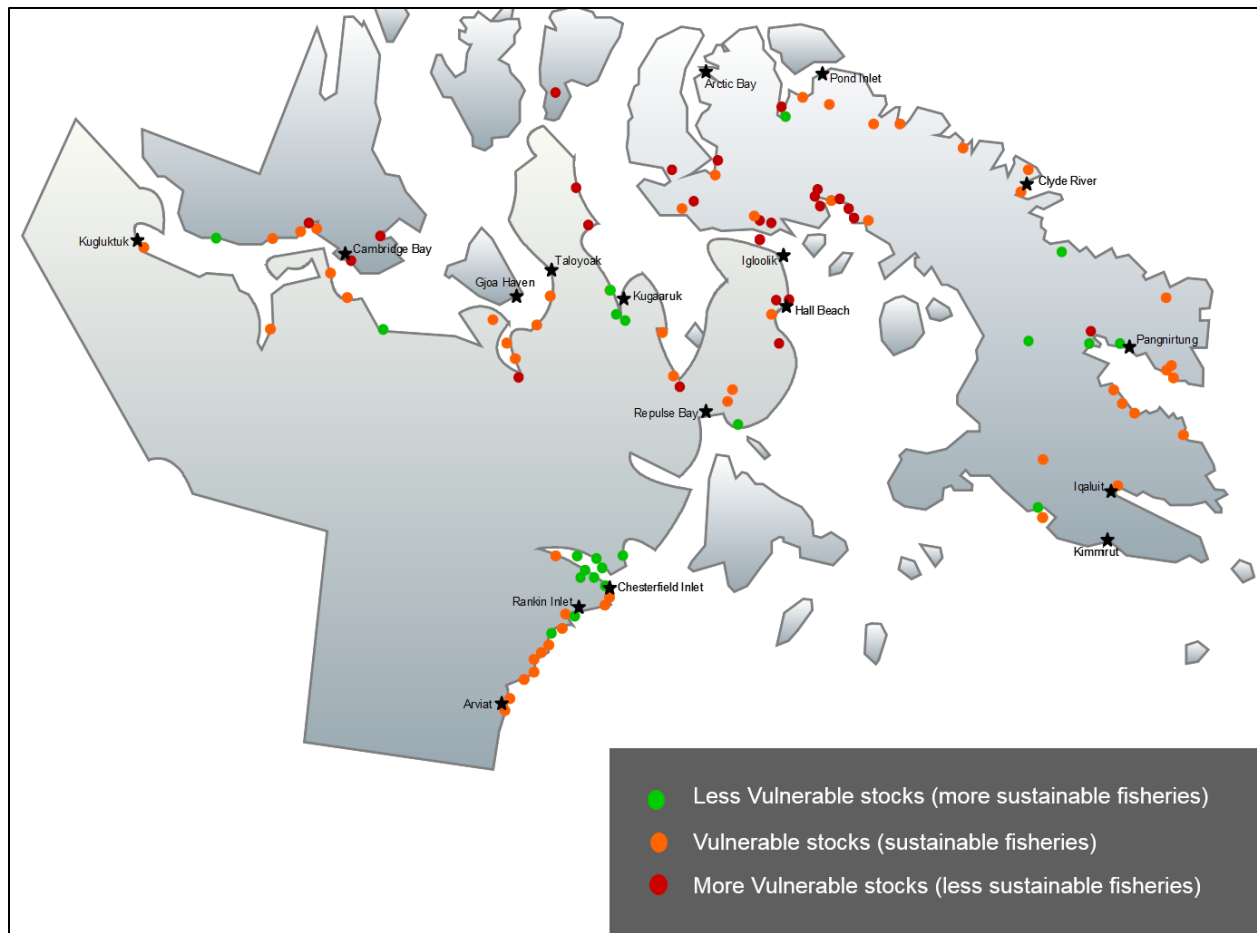 Arctic Bay
Pond Inlet
Clyde River
Kugluktuk
Cambridge Bay
Taloyoak
Igloolik
Gjoa Haven
Kugaaruk
Hall Beach
Pangnirtung
Repulse Bay
Iqaluit
Kimmirut
Chesterfield Inlet
Rankin Inlet
Arviat
Less Vulnerable stocks (more sustainable fisheries)
Vulnerable stocks (sustainable fisheries)
More Vulnerable stocks (less sustainable fisheries)